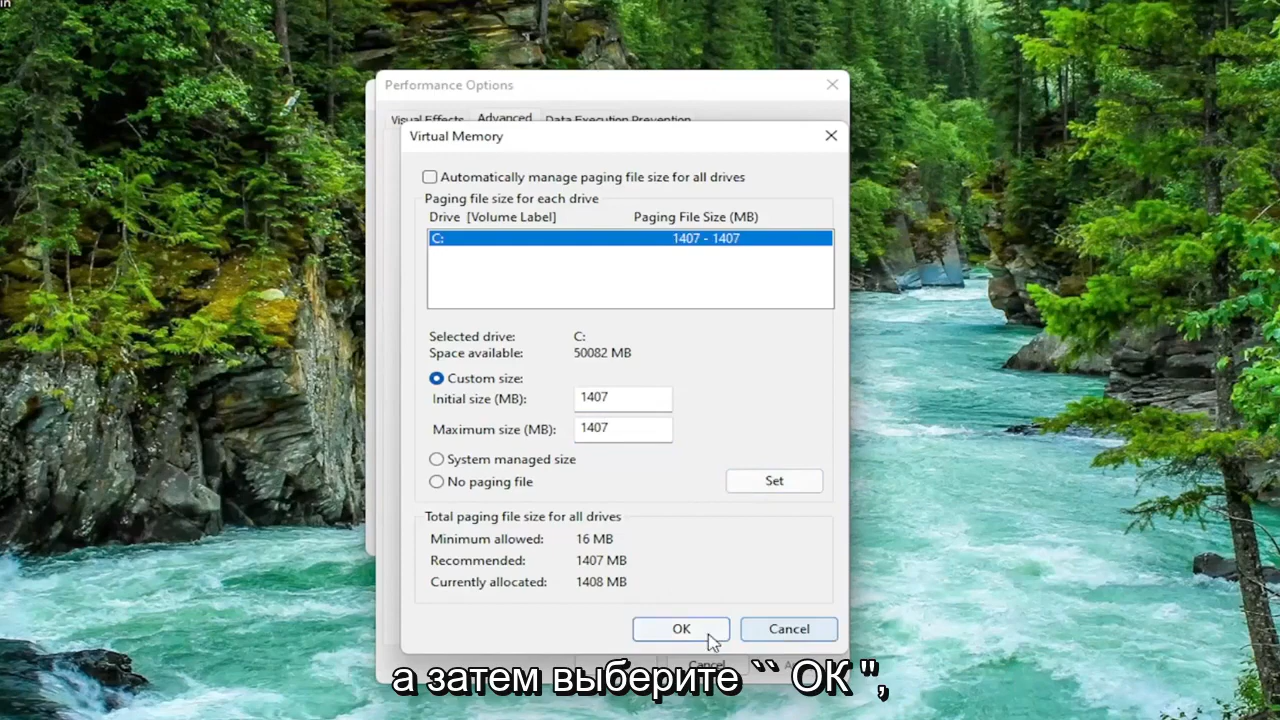 in
Performance Options
Visual Effects Advanced Data Execution Prevention
Virtual Memory
Automatically manage paging file size for all drives
Paging file size for each drive
Drive [Volume Label] Paging File Size (MB)
C: 1407 - 1407
Selected drive: C:
Space available: 50082 MB
Custom size:
Initial size (MB): 1407
Maximum size (MB): 1407
System managed size
No paging file
Set
Total paging file size for all drives
Minimum allowed: 16 MB
Recommended: 1407 MB
Currently allocated: 1408 MB
OK Cancel
Cancel
а затем выберите `` ОК ",